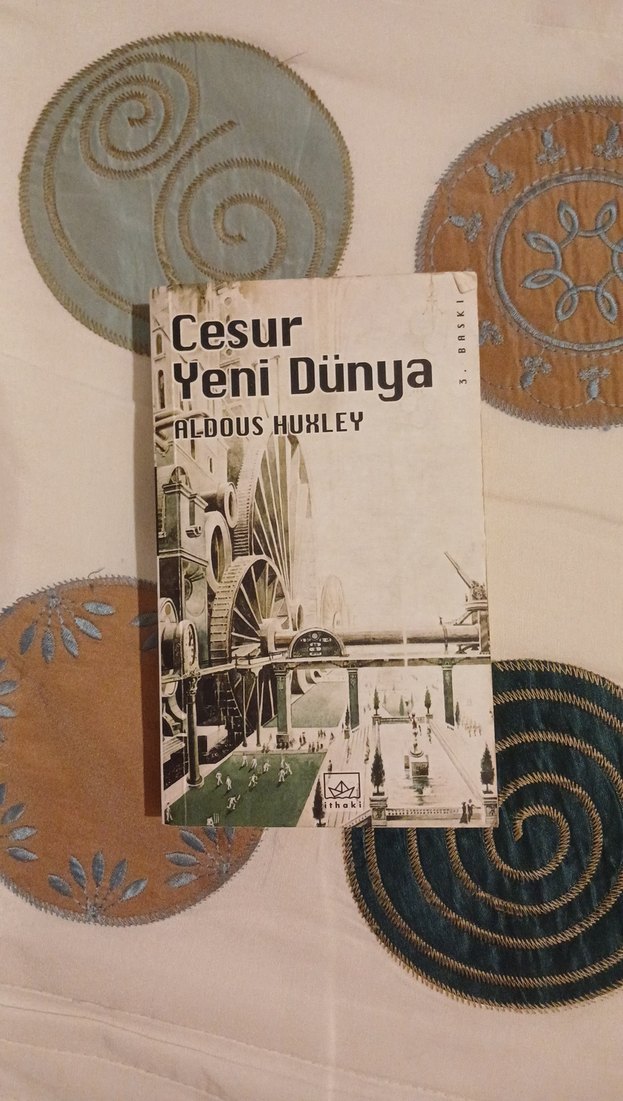 Cesur
Yeni Dünya
ALDOUS HUXLEY
3. BASKI
ithaki